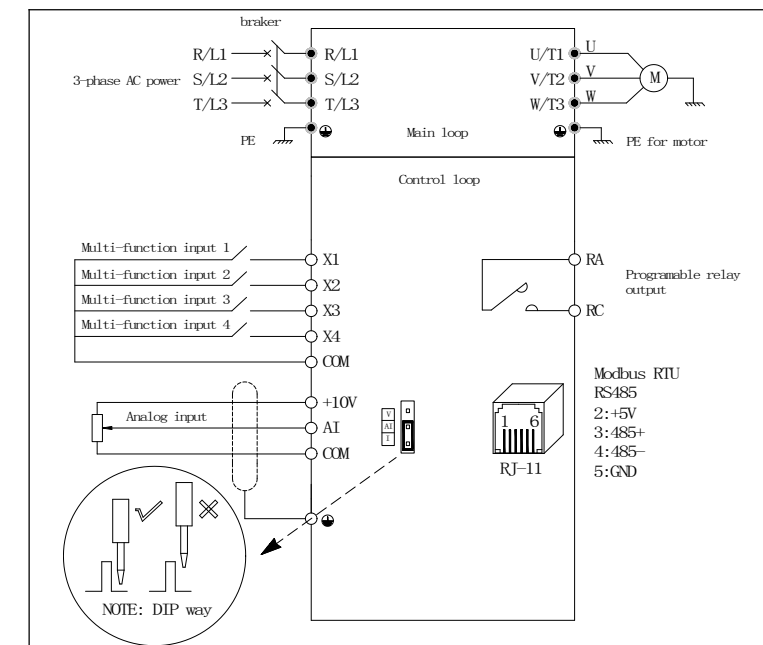 braker
R/L1 R/L1 U/T1 U
3-phase AC power S/L2 S/L2 V/T2 V M
T/L3 T/L3 W/T3 W
PE Main loop PE for motor
Control loop
Multi-function input 1 X1 RA
Multi-function input 2 X2
Multi-function input 3 X3
Multi-function input 4 X4
COM
Programable relay
output
RC
+10V
Analog input AI
COM
V
AI
I
1 6
RJ-11
Modbus RTU
RS485
2:+5V
3:485+
4:485-
5:GND
NOTE: DIP way